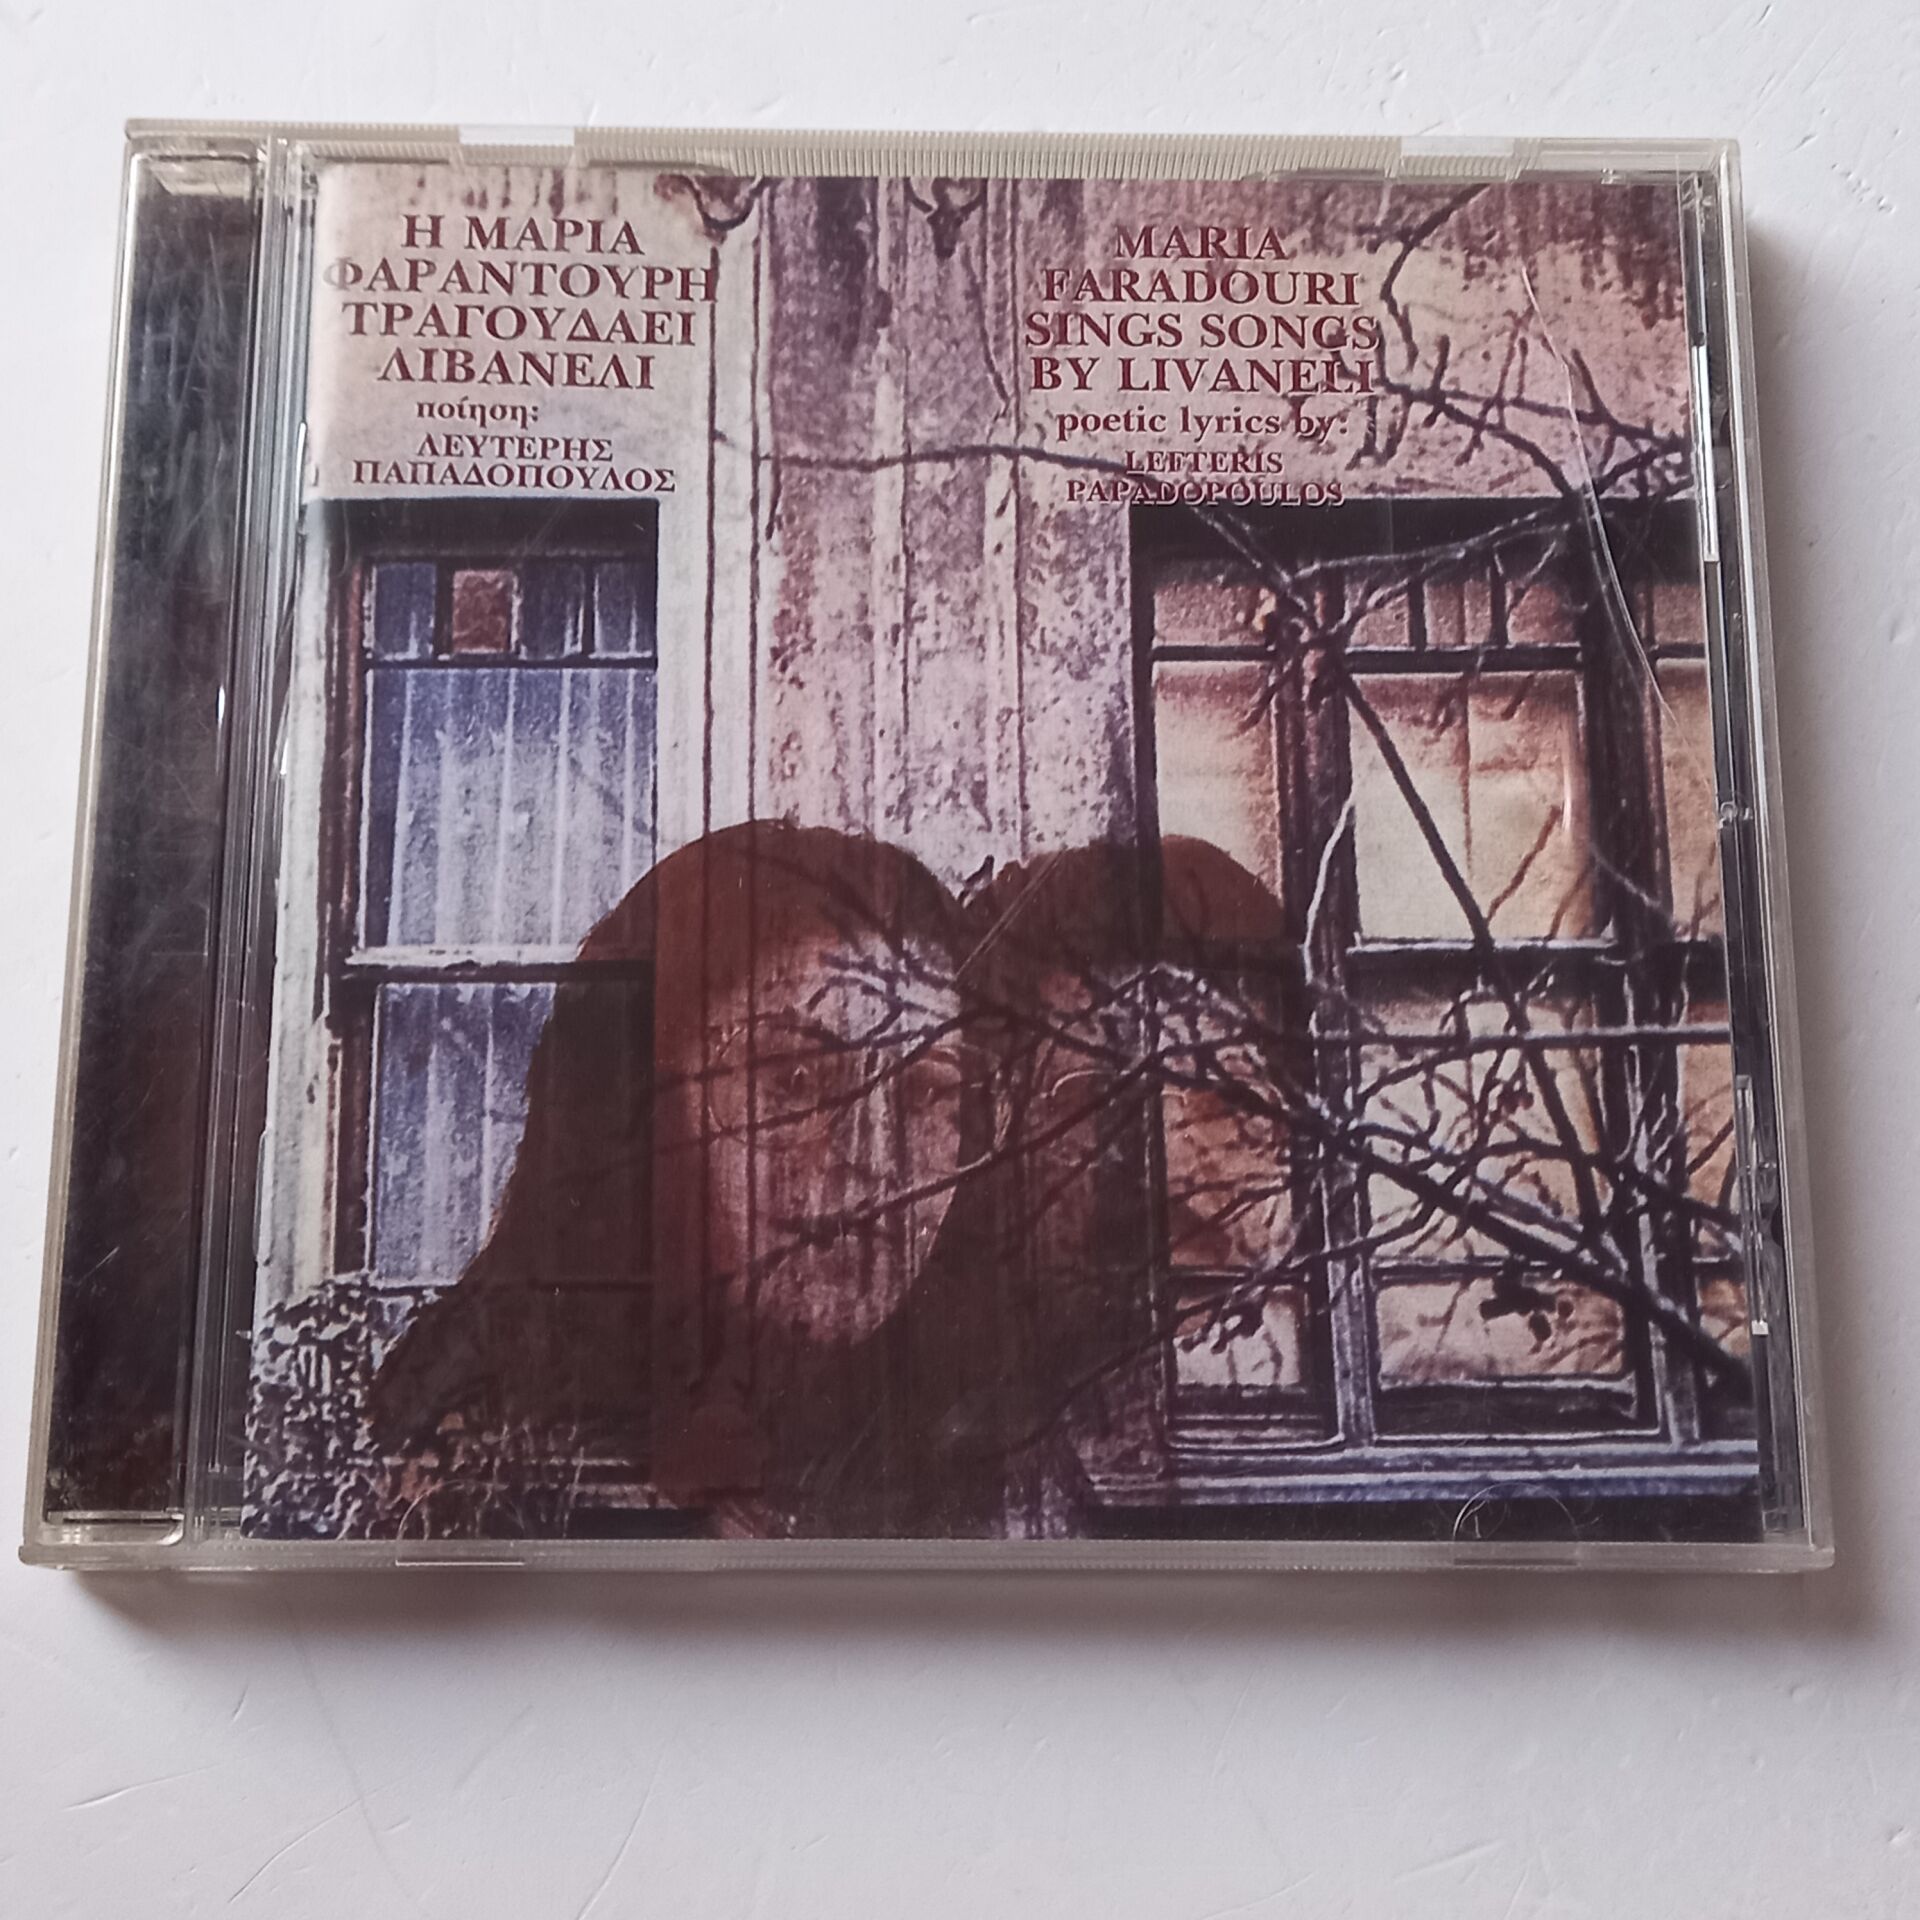 Η ΜΑΡΙΑ
ΦΑΡΑΝΤΟΥΡΗ
ΤΡΑΓΟΥΔΑΕΙ
ΛΙΒΑΝΕΛΙ
ποίηση:
ΛΕΥΤΕΡΗΣ
ΠΑΠΑΔΟΠΟΥΛΟΣ
MARIA
FARADOURI
SINGS SONGS
BY LIVANELI
poetic lyrics by:
LEFTERIS
PAPADOPOULOS